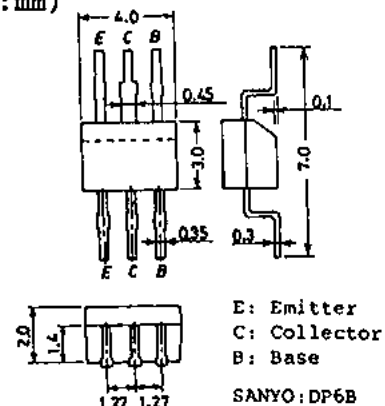 :mm)
4.0
E C B
0.45
0.1
3.0
7.0
0.35
0.3
E C B
2.0
1.4
1.27 1.27
E: Emitter
C: Collector
B: Base
SANYO:DP6B